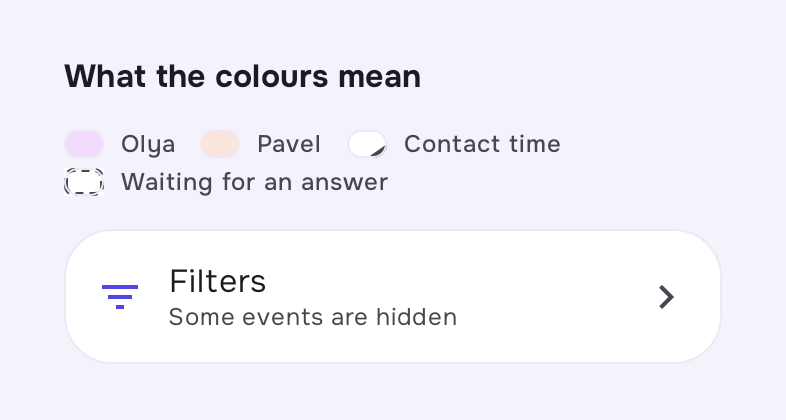 What the colours mean
Olya Pavel Contact time
Waiting for an answer
Filters
Some events are hidden